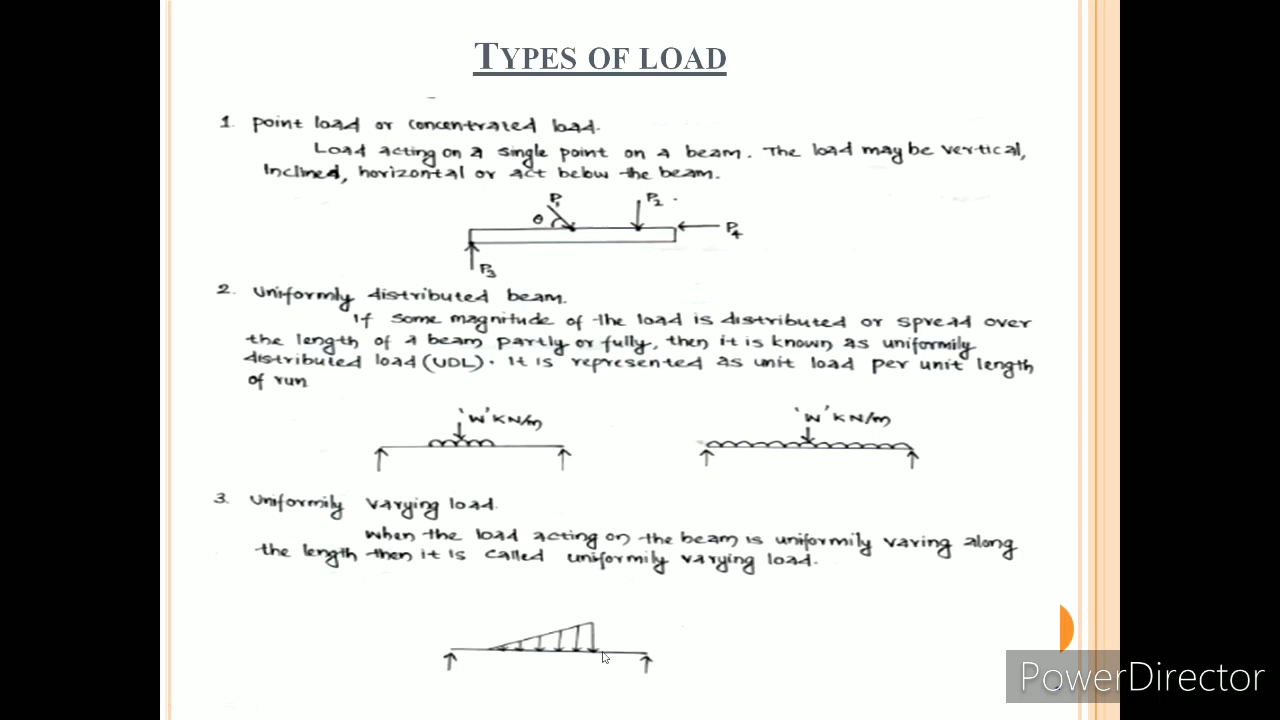 TYPES OF LOAD
1. Point load or concentrated load.
Load acting on a single point on a beam. The load may be vertical,
Inclined, horizontal or act below the beam.
P1
P2
θ
P4
P3
2. Uniformly distributed beam.
If some magnitude of the load is distributed or spread over
the length of a beam partly or fully, then it is known as uniformily
distributed load (UDL). It is represented as unit load per unit length
of run
'W' KN/m
'W' KN/m
3. Uniformily varying load.
When the load acting on the beam is uniformily varing along
the length then it is called uniformily varying load.
PowerDirector